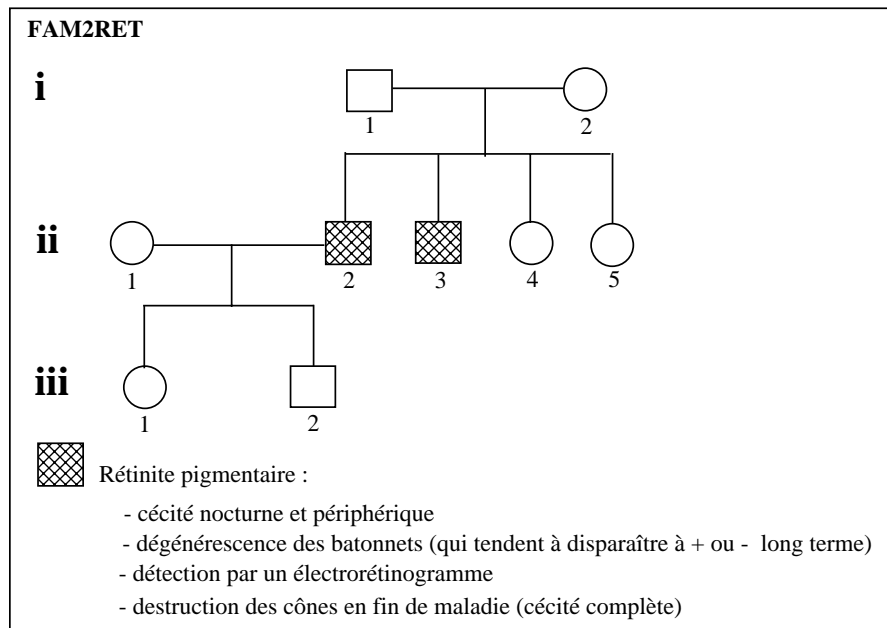 FAM2RET
i
1 2
ii
1 2 3 4 5
iii
1 2
Rétinite pigmentaire :
- cécité nocturne et périphérique
- dégénérescence des batonnets (qui tendent à disparaître à + ou - long terme)
- détection par un électrorétinogramme
- destruction des cônes en fin de maladie (cécité complète)